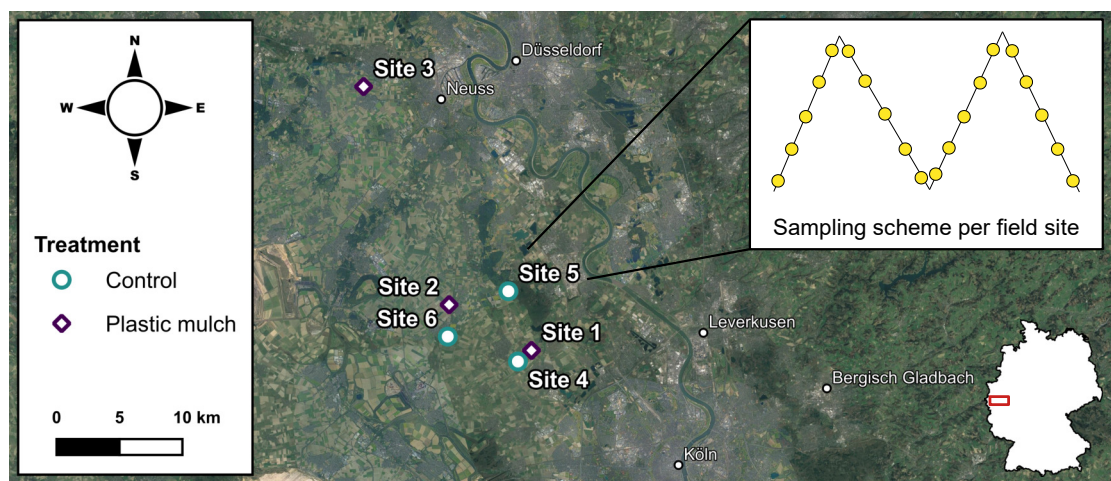 N
W E
S
Treatment
Control
Plastic mulch
0 5 10 km
Site 3
Düsseldorf
Neuss
Sampling scheme per field site
Site 5
Site 2
Site 6
Site 1
Site 4
Leverkusen
Bergisch Gladbach
Köln